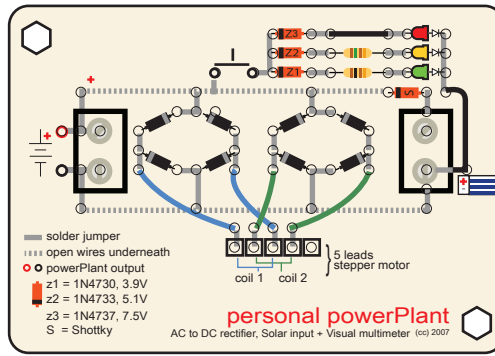 Z3
Z2
Z1
+
S
+
+
-
solder jumper
open wires underneath
powerPlant output
z1 = 1N4730, 3.9V
z2 = 1N4733, 5.1V
z3 = 1N4737, 7.5V
S = Shottky
coil 1
coil 2
5 leads
stepper motor
personal powerPlant
AC to DC rectifier, Solar input + Visual multimeter (cc) 2007